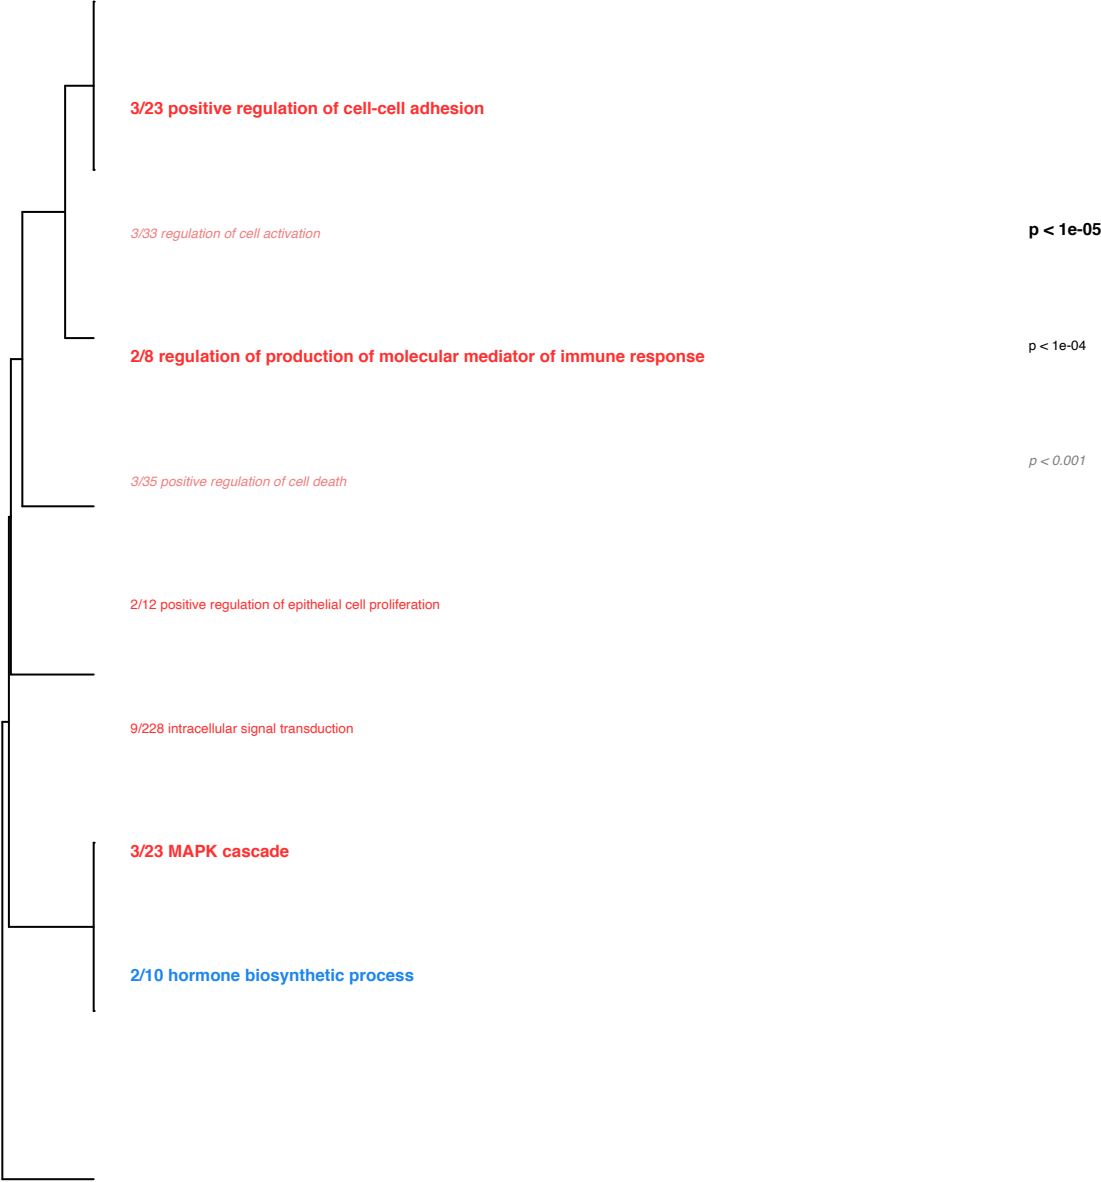 3/23 positive regulation of cell-cell adhesion
3/33 regulation of cell activation
p < 1e-05
2/8 regulation of production of molecular mediator of immune response
p < 1e-04
3/35 positive regulation of cell death
p < 0.001
2/12 positive regulation of epithelial cell proliferation
9/228 intracellular signal transduction
3/23 MAPK cascade
2/10 hormone biosynthetic process